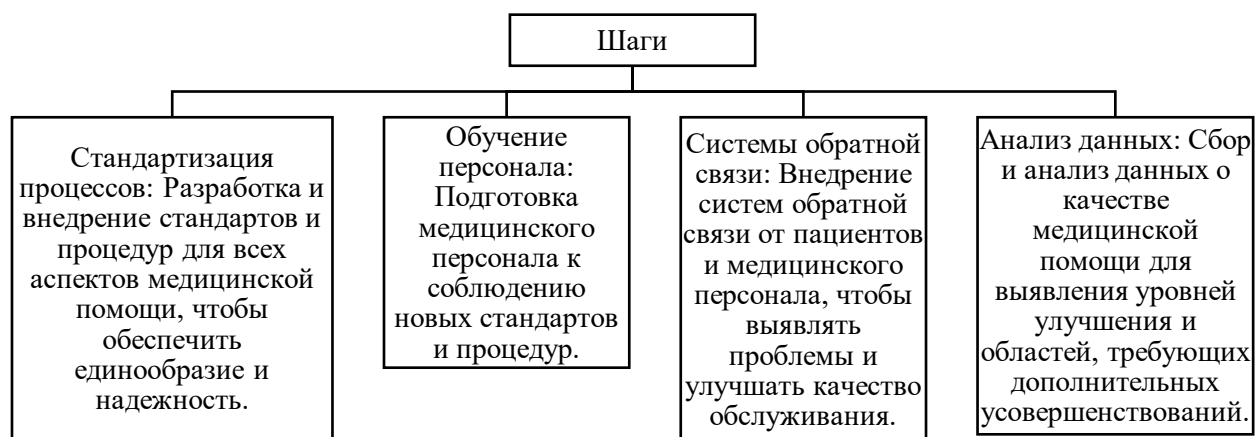 Шаги
Стандартизация
процессов: Разработка и
внедрение стандартов и
процедур для всех
аспектов медицинской
помощи, чтобы
обеспечить
единообразие и
надежность.
Обучение
персонала:
Подготовка
медицинского
персонала к
соблюдению
новых стандартов
и процедур.
Системы обратной
связи: Внедрение
систем обратной
связи от пациентов
и медицинского
персонала, чтобы
выявлять
проблемы и
улучшать качество
обслуживания.
Анализ данных: Сбор
и анализ данных о
качестве
медицинской
помощи для
выявления уровней
улучшения и
областей, требующих
дополнительных
усовершенствований.